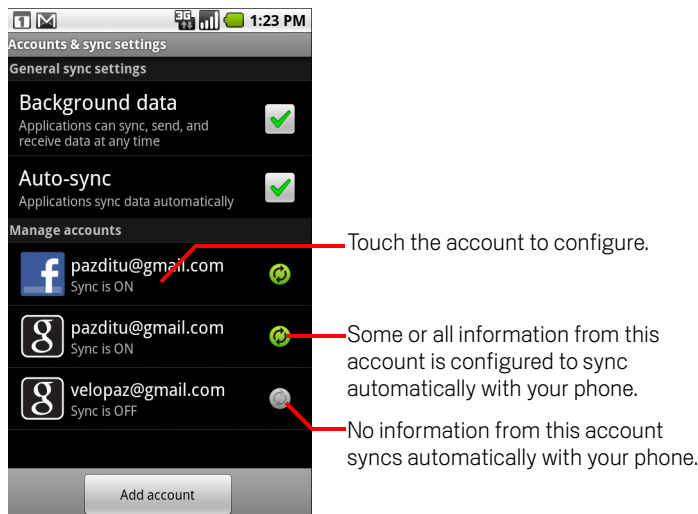 1 3G 1:23 PM
Accounts & sync settings
General sync settings
Background data
Applications can sync, send, and
receive data at any time
Auto-sync
Applications sync data automatically
Manage accounts
f pazditu@gmail.com
Sync is ON
g pazditu@gmail.com
Sync is ON
g velopaz@gmail.com
Sync is OFF
Add account
Touch the account to configure.
Some or all information from this
account is configured to sync
automatically with your phone.
No information from this account
syncs automatically with your phone.